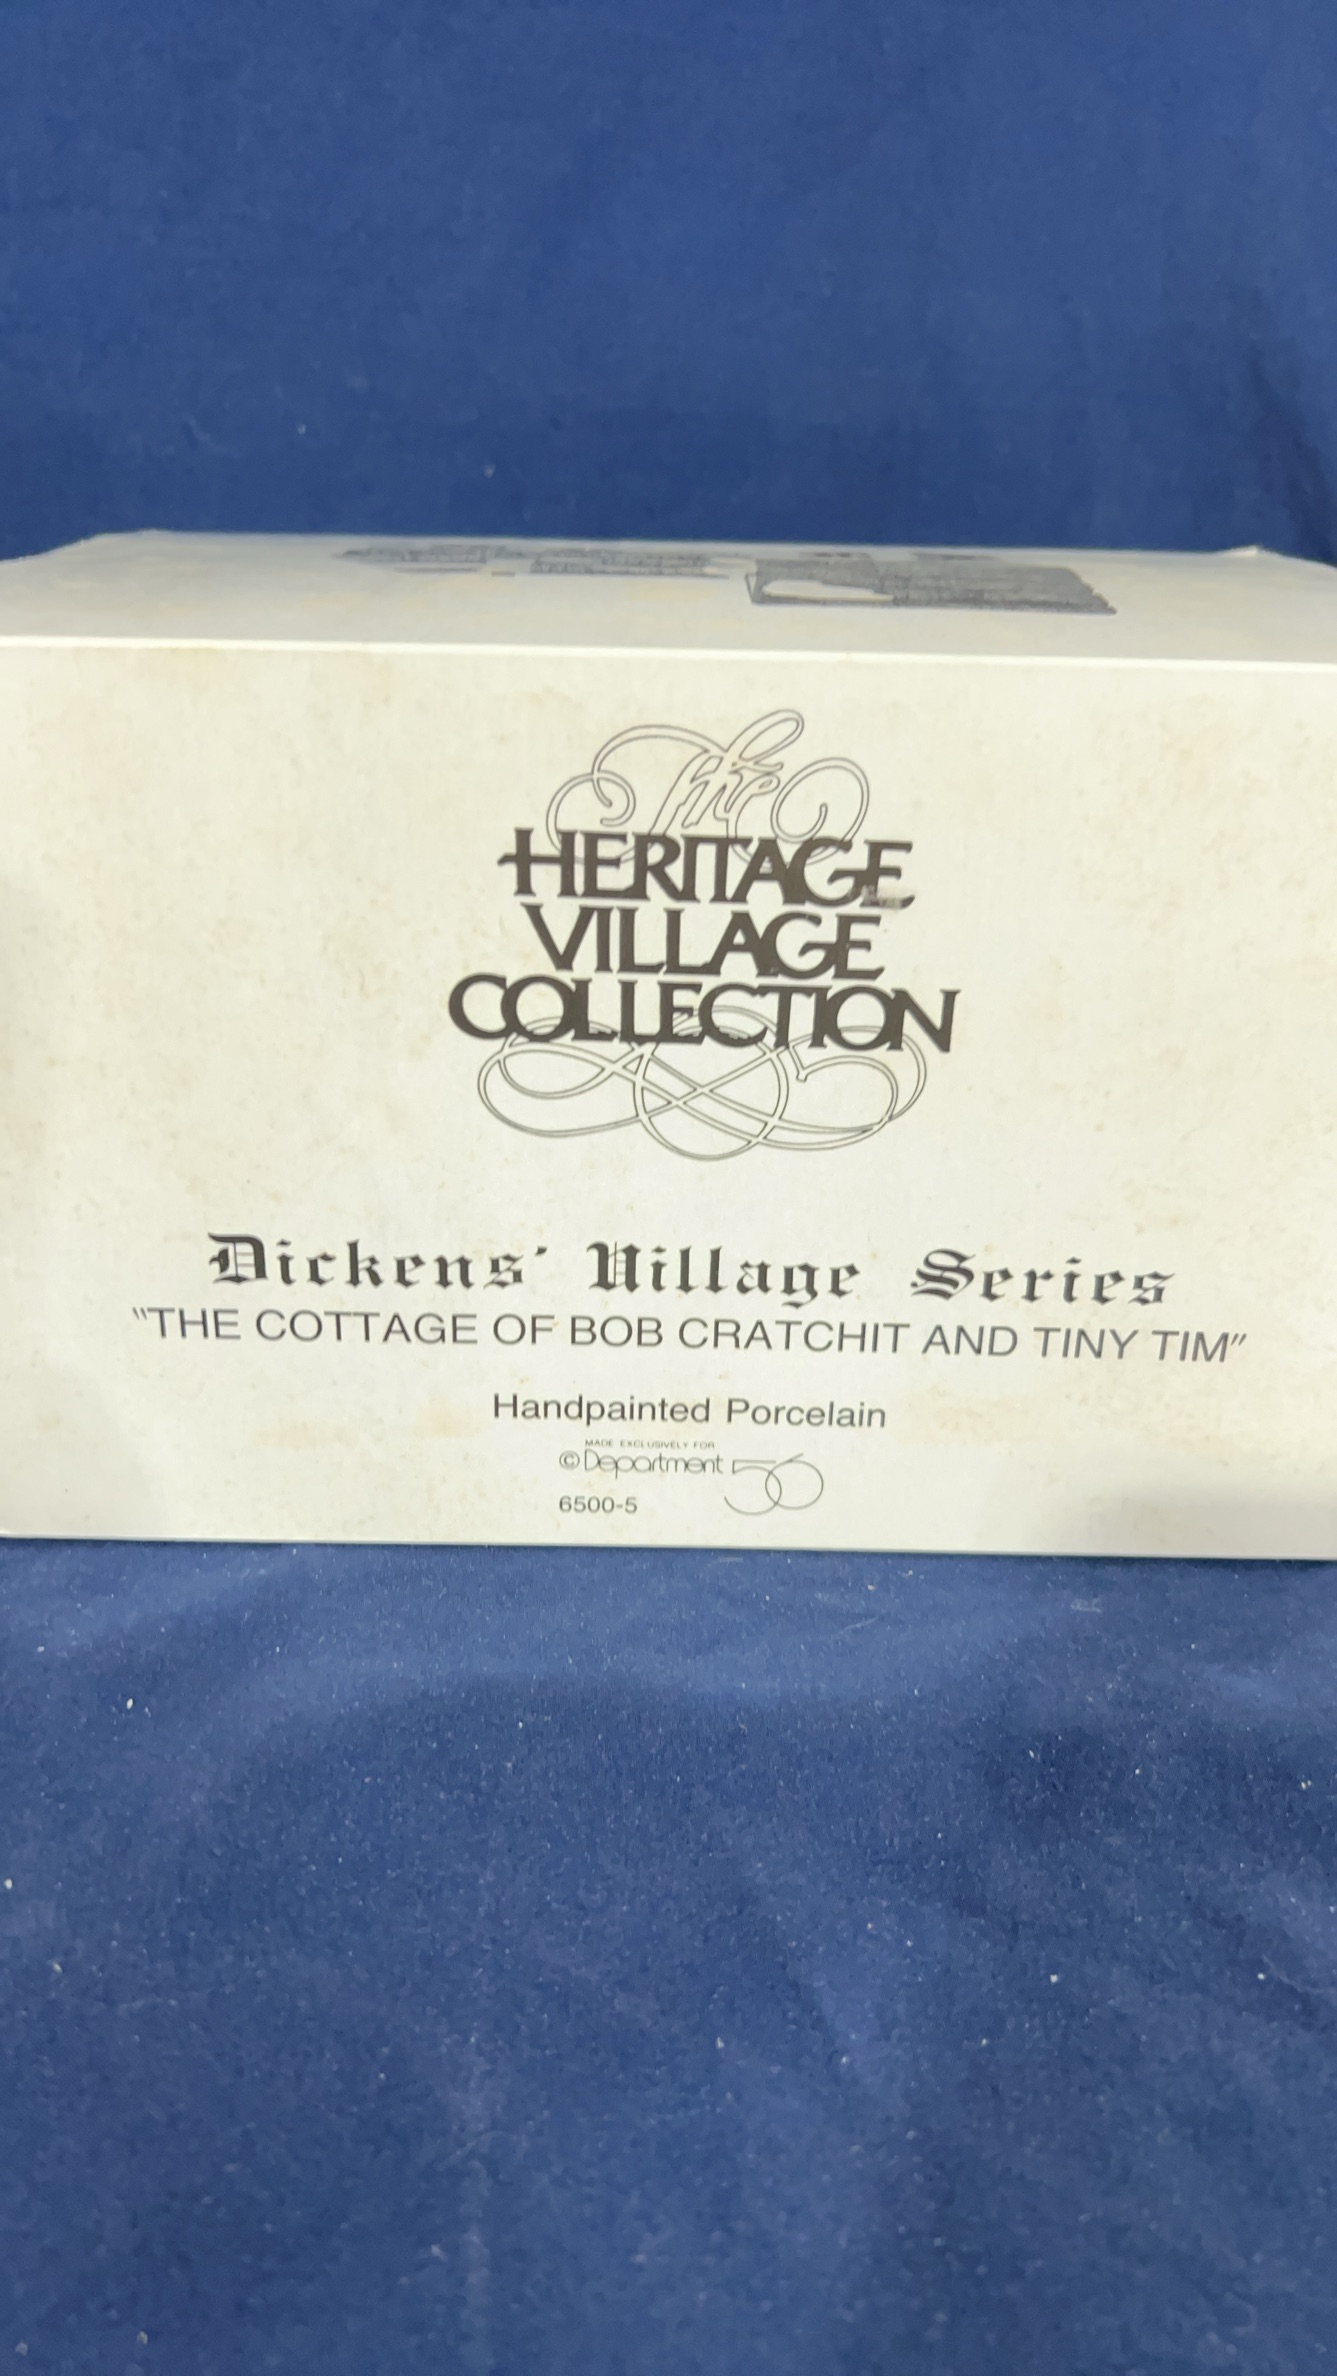 The
HERITAGE
VILLAGE
COLLECTION
Dickens' Village Series
"THE COTTAGE OF BOB CRATCHIT AND TINY TIM"
Handpainted Porcelain
MADE EXCLUSIVELY FOR
©Department 56
6500-5